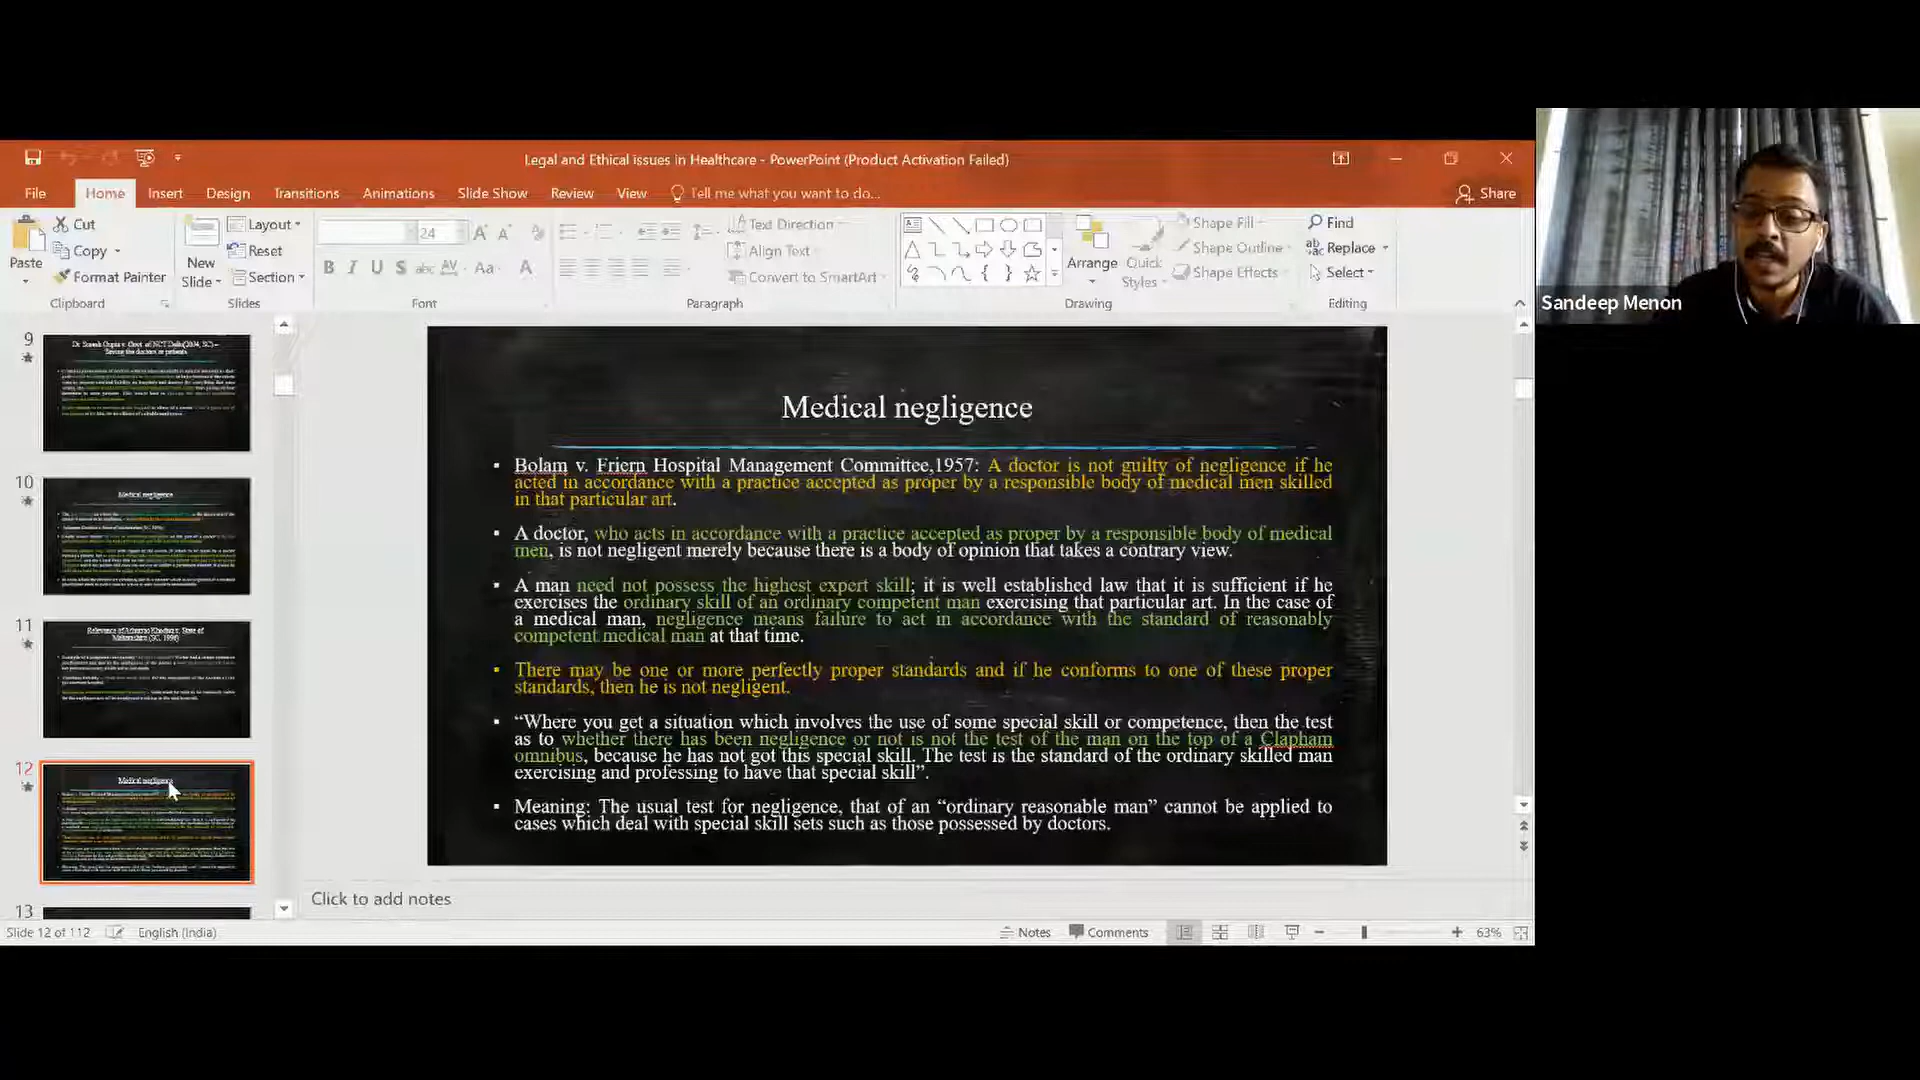 Legal and Ethical issues in Healthcare - PowerPoint (Product Activation Failed)
File Home Insert Design Transitions Animations Slide Show Review View Tell me what you want to do... Share
Paste
Cut
Copy
Format Painter
Clipboard
New
Slide
Layout
Reset
Section
Slides
24
B I U S abc AV Aa A
Font
Text Direction
Align Text
Convert to SmartArt
Paragraph
Arrange
Quick
Styles
Shape Fill
Shape Outline
Shape Effects
Drawing
Find
Replace
Select
Editing
Sandeep Menon
9
10
Medical negligence
11
12
Medical negligence
13
Medical negligence
▪ Bolam v. Friern Hospital Management Committee,1957: A doctor is not guilty of negligence if he
acted in accordance with a practice accepted as proper by a responsible body of medical men skilled
in that particular art.
▪ A doctor, who acts in accordance with a practice accepted as proper by a responsible body of medical
men, is not negligent merely because there is a body of opinion that takes a contrary view.
▪ A man need not possess the highest expert skill; it is well established law that it is sufficient if he
exercises the ordinary skill of an ordinary competent man exercising that particular art. In the case of
a medical man, negligence means failure to act in accordance with the standard of reasonably
competent medical man at that time.
▪ There may be one or more perfectly proper standards and if he conforms to one of these proper
standards, then he is not negligent.
▪ “Where you get a situation which involves the use of some special skill or competence, then the test
as to whether there has been negligence or not is not the test of the man on the top of a Clapham
omnibus, because he has not got this special skill. The test is the standard of the ordinary skilled man
exercising and professing to have that special skill”.
▪ Meaning: The usual test for negligence, that of an “ordinary reasonable man” cannot be applied to
cases which deal with special skill sets such as those possessed by doctors.
Click to add notes
Slide 12 of 112 English (India) Notes Comments 63%